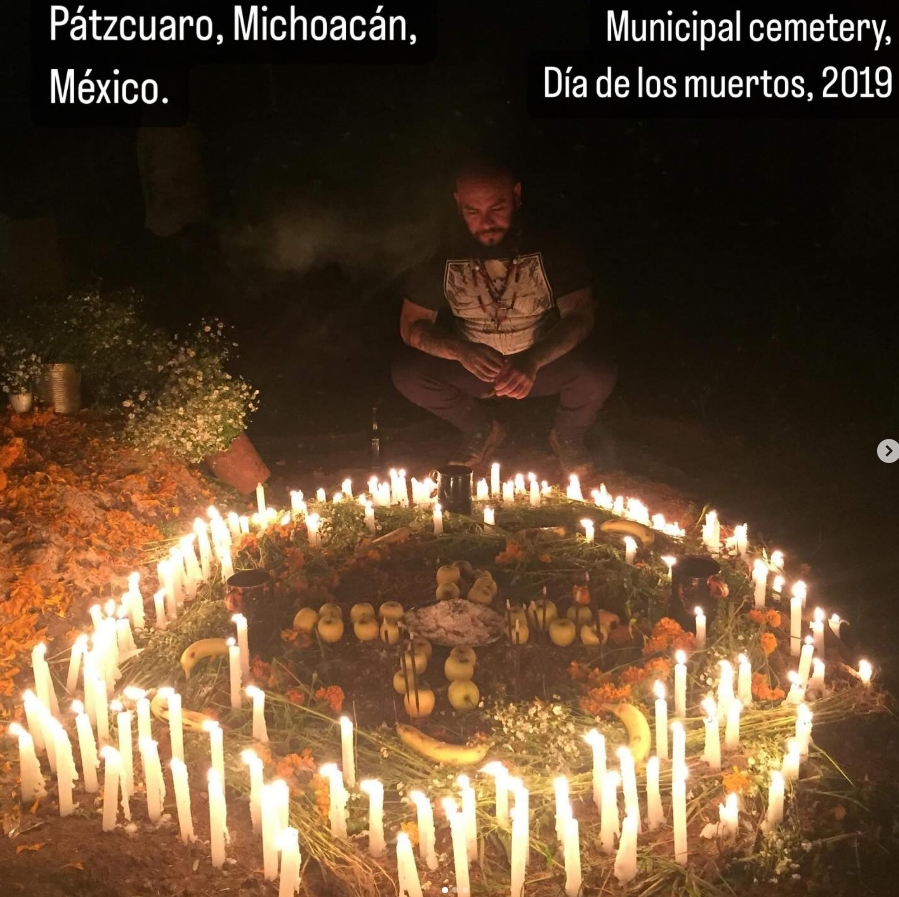 Pátzcuaro, Michoacán,
México.
Municipal cemetery,
Día de los muertos, 2019